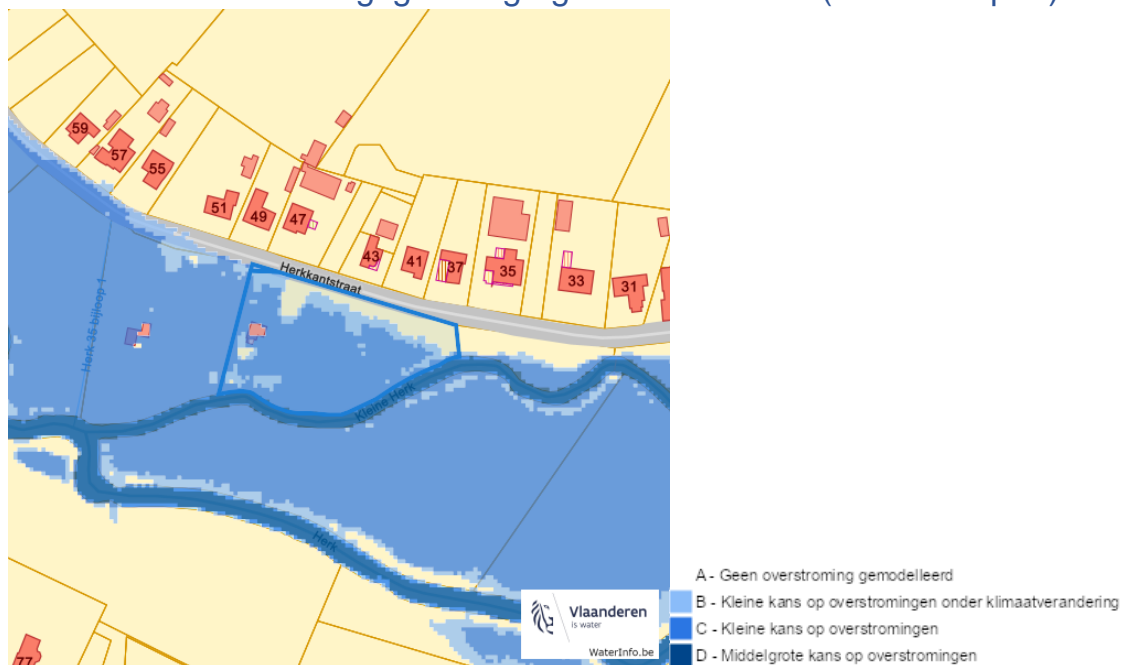 59
57
55
51
49
47
43
41
37
35
33
31
Herkkantstraat
Herk 35 bijloop 1
Kleine Herk
Herk
77
Vlaanderen
is water
WaterInfo.be
A - Geen overstroming gemodelleerd
B - Kleine kans op overstromingen onder klimaatverandering
C - Kleine kans op overstromingen
D - Middelgrote kans op overstromingen